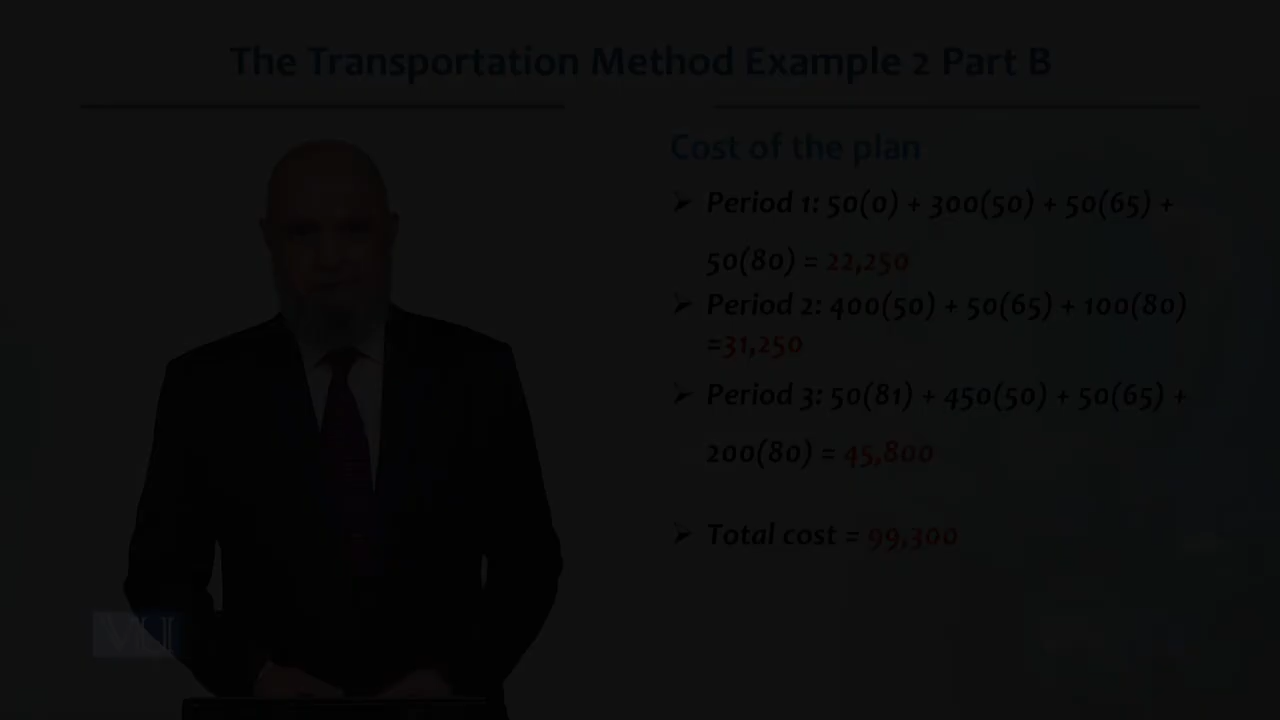 The Transportation Method Example 2 Part B
Cost of the plan
➢ Period 1: 50(0) + 300(50) + 50(65) +
50(80) = 22,250
➢ Period 2: 400(50) + 50(65) + 100(80)
=31,250
➢ Period 3: 50(81) + 450(50) + 50(65) +
200(80) = 45,800
➢ Total cost = 99,300
VU